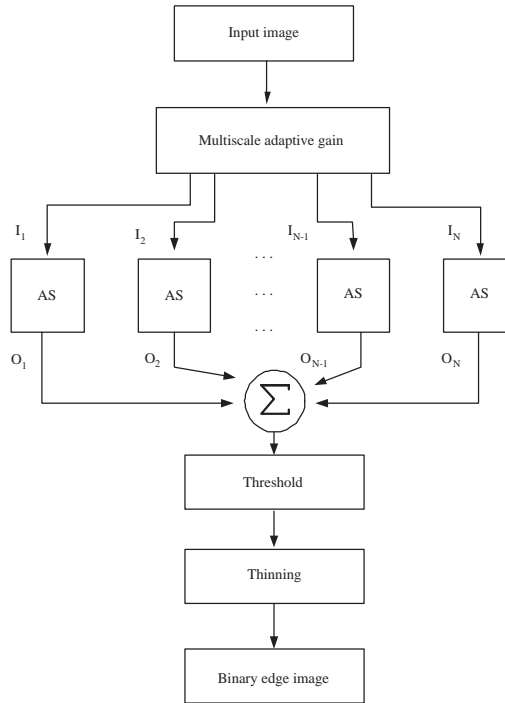 Input image
Multiscale adaptive gain
I1 I2 IN-1 IN
. . .
AS AS . . . AS AS
. . .
O1 O2 ON-1 ON
Σ
Threshold
Thinning
Binary edge image